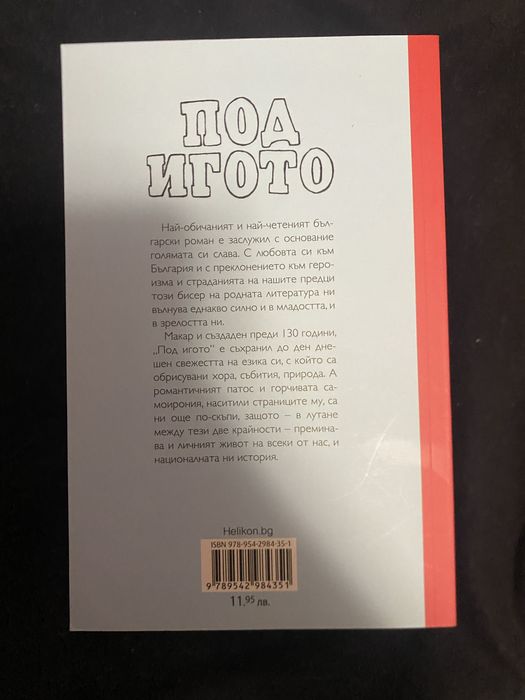 ПОД
ИГОТО
Най-обичаният и най-четеният бъл-
гарски роман е заслужил с основание
голямата си слава. С любовта си към
България и с преклонението към геро-
изма и страданията на нашите предци
този бисер на родната литература ни
вълнува еднакво силно и в младостта, и
в зрелостта ни.
Макар и създаден преди 130 години,
„Под игото“ е съхранил до ден дне-
шен свежестта на езика си, с който са
обрисувани хора, събития, природа. А
романтичният патос и горчивата са-
моирония, наситили страниците му, са
ни още по-скъпи, защото – в лутане
между тези две крайности – премина-
ва и личният живот на всеки от нас, и
националната ни история.
Helikon.bg
ISBN 978-954-2984-35-1
9 789542 984351
11.95 лв.